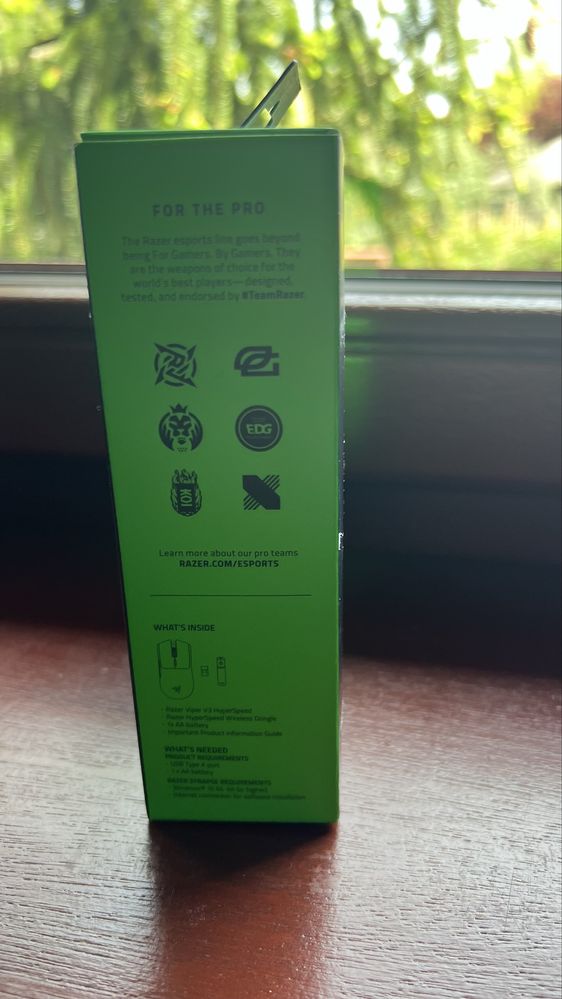 FOR THE PRO
The Razer esports line goes beyond
being For Gamers. By Gamers. They
are the weapons of choice for the
world's best players—designed,
tested, and endorsed by #TeamRazer
EDG
KOI
Learn more about our pro teams
RAZER.COM/ESPORTS
WHAT'S INSIDE
- Razer Viper V3 HyperSpeed
- Razer HyperSpeed Wireless Dongle
- 1x AA battery
- Important Product Information Guide
WHAT'S NEEDED
PRODUCT REQUIREMENTS
- USB Type A port
- 1x AA battery
RAZER SYNAPSE REQUIREMENTS
- Windows® 10 64-bit (or higher)
- Internet connection for software installation